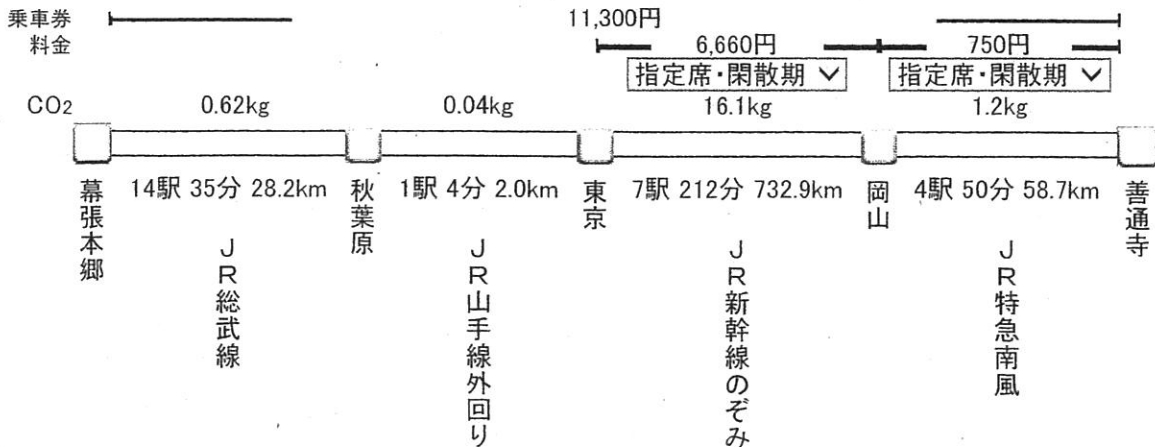 乗車券 11,300円
料金 6,660円 750円
指定席・閑散期 指定席・閑散期
CO2 0.62kg 0.04kg 16.1kg 1.2kg
14駅 35分 28.2km 1駅 4分 2.0km 7駅 212分 732.9km 4駅 50分 58.7km
幕張本郷
秋葉原
東京
岡山
善通寺
JR総武線
JR山手線外回り
JR新幹線のぞみ
JR特急南風